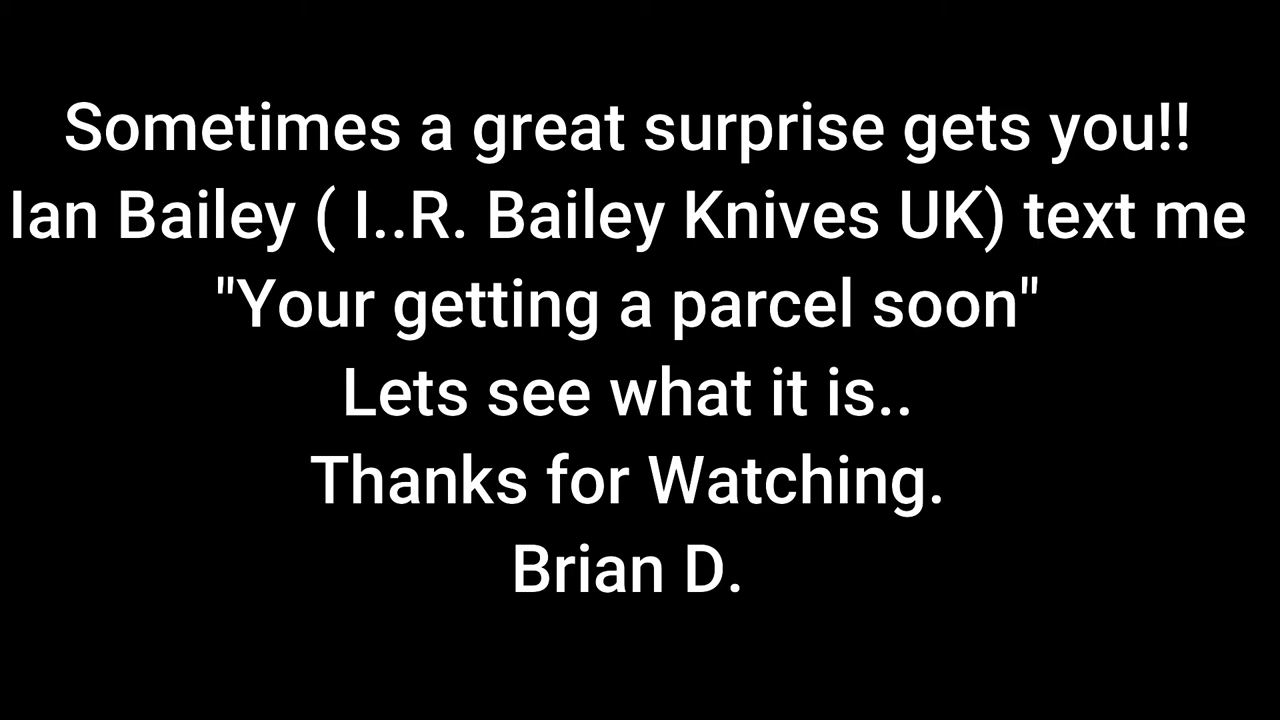 Sometimes a great surprise gets you!!
Ian Bailey ( I..R. Bailey Knives UK) text me
"Your getting a parcel soon"
Lets see what it is..
Thanks for Watching.
Brian D.